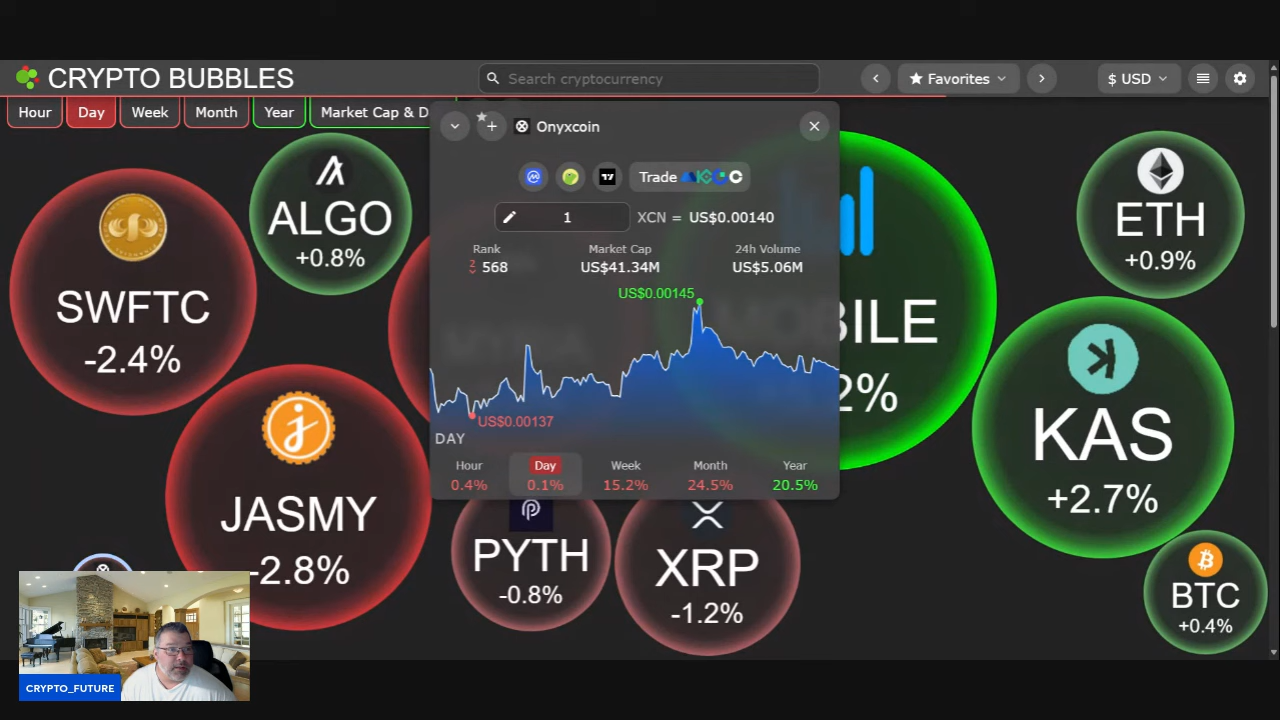 CRYPTO BUBBLES
Search cryptocurrency
Favorites
$ USD
Hour
Day
Week
Month
Year
Market Cap & D
Onyxcoin
Trade
1
XCN = US$0.00140
Rank
Market Cap
24h Volume
2 568
US$41.34M
US$5.06M
US$0.00145
US$0.00137
DAY
Hour
Day
Week
Month
Year
0.4%
0.1%
15.2%
24.5%
20.5%
SWFTC
-2.4%
ALGO
+0.8%
JASMY
-2.8%
PYTH
-0.8%
XRP
-1.2%
MOBILE
2%
ETH
+0.9%
KAS
+2.7%
BTC
+0.4%
CRYPTO_FUTURE